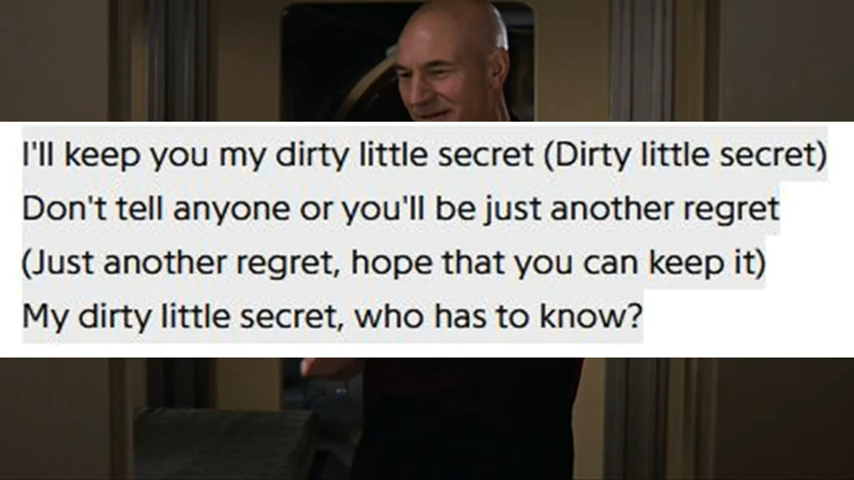 I'll keep you my dirty little secret (Dirty little secret)
Don't tell anyone or you'll be just another regret
(Just another regret, hope that you can keep it)
My dirty little secret, who has to know?